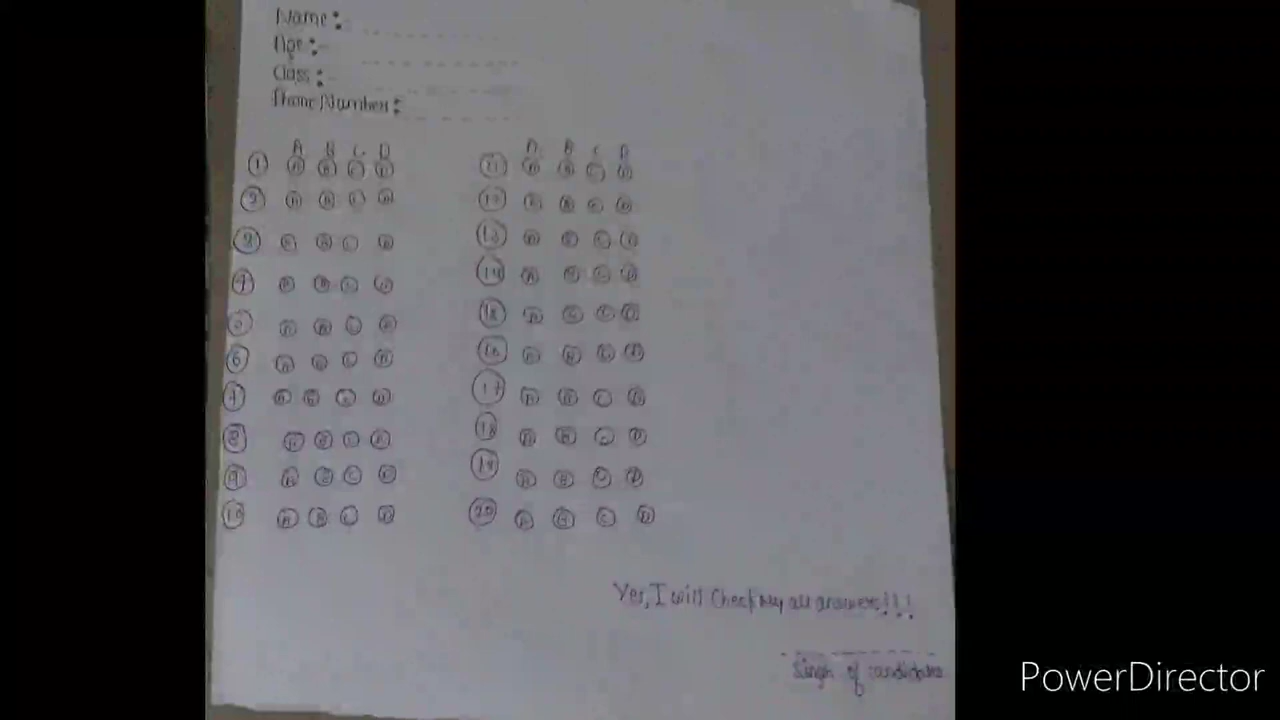 Name :
Age :-
Class :-
Phone Number :
A B C D
1 A B C D
2 A B C D
3 A B C D
4 A B C D
5 A B C D
6 A B C D
7 A B C D
8 A B C D
9 A B C D
10 A B C D
A B C D
11 A B C D
12 A B C D
13 A B C D
14 A B C D
15 A B C D
16 A B C D
17 A B C D
18 A B C D
19 A B C D
20 A B C D
Yes, I will Check my all answers!!!
Singh of candidate
PowerDirector